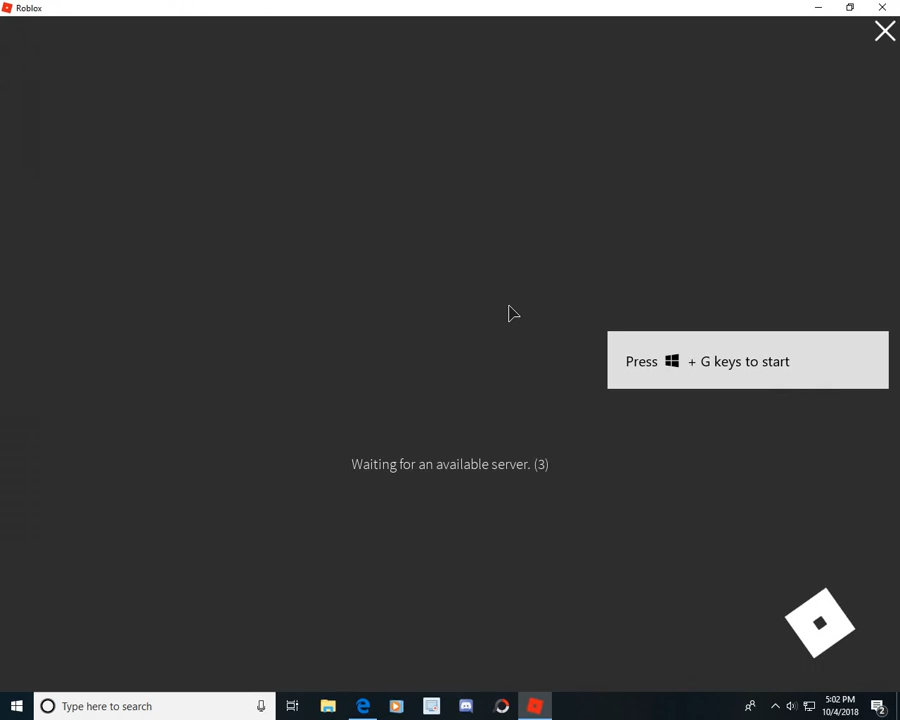 Roblox
Press + G keys to start
Waiting for an available server. (3)
Type here to search
5:02 PM
10/4/2018
2